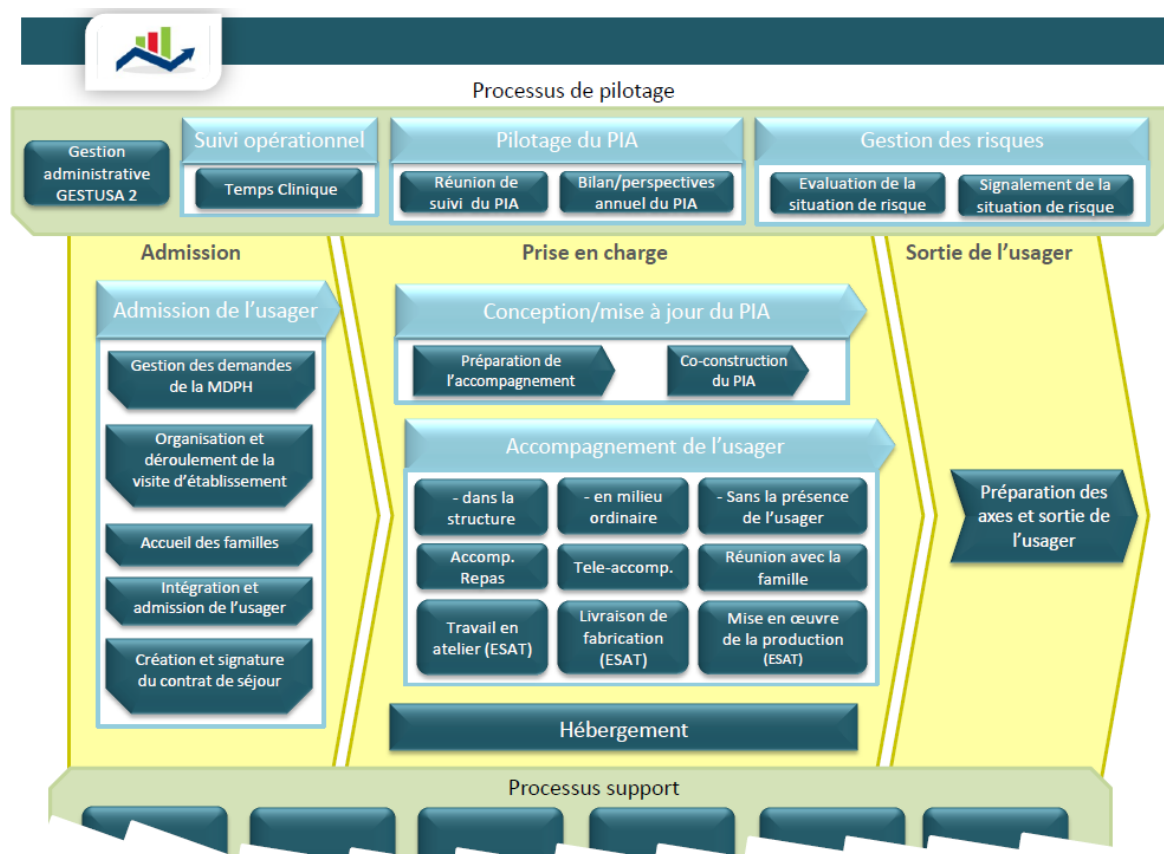 Processus de pilotage
Gestion
administrative
GESTUSA 2
Suivi opérationnel
Temps Clinique
Pilotage du PIA
Réunion de
suivi du PIA
Bilan/perspectives
annuel du PIA
Gestion des risques
Evaluation de la
situation de risque
Signalement de la
situation de risque
Admission
Prise en charge
Sortie de l'usager
Admission de l'usager
Gestion des demandes
de la MDPH
Organisation et
déroulement de la
visite d'établissement
Accueil des familles
Intégration et
admission de l'usager
Création et signature
du contrat de séjour
Conception/mise à jour du PIA
Préparation de
l'accompagnement
Co-construction
du PIA
Accompagnement de l'usager
- dans la
structure
- en milieu
ordinaire
- Sans la présence
de l'usager
Accomp.
Repas
Tele-accomp.
Réunion avec la
famille
Travail en
atelier (ESAT)
Livraison de
fabrication
(ESAT)
Mise en œuvre
de la production
(ESAT)
Hébergement
Préparation des
axes et sortie de
l'usager
Processus support